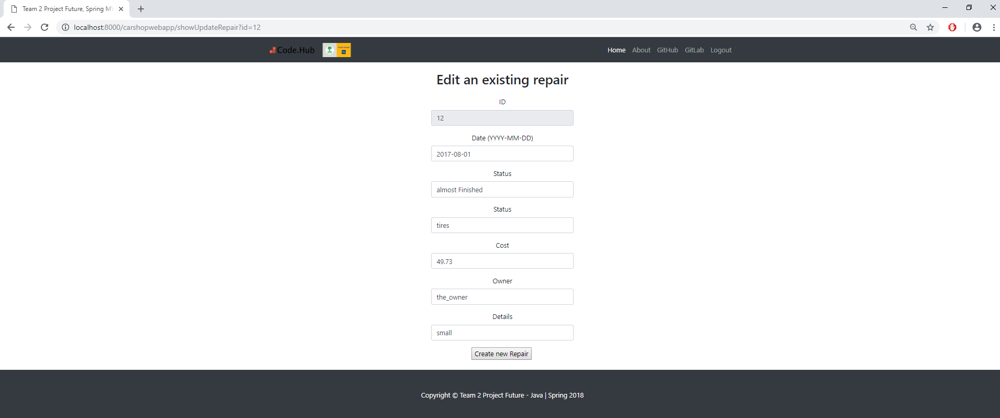 Team 2 Project Future, Spring MV
localhost:8000/carshopwebapp/showUpdateRepair?id=12
Code.Hub
Home About GitHub GitLab Logout
Edit an existing repair
ID
12
Date (YYYY-MM-DD)
2017-08-01
Status
almost Finished
Status
tires
Cost
49.73
Owner
the_owner
Details
small
Create new Repair
Copyright © Team 2 Project Future - Java | Spring 2018